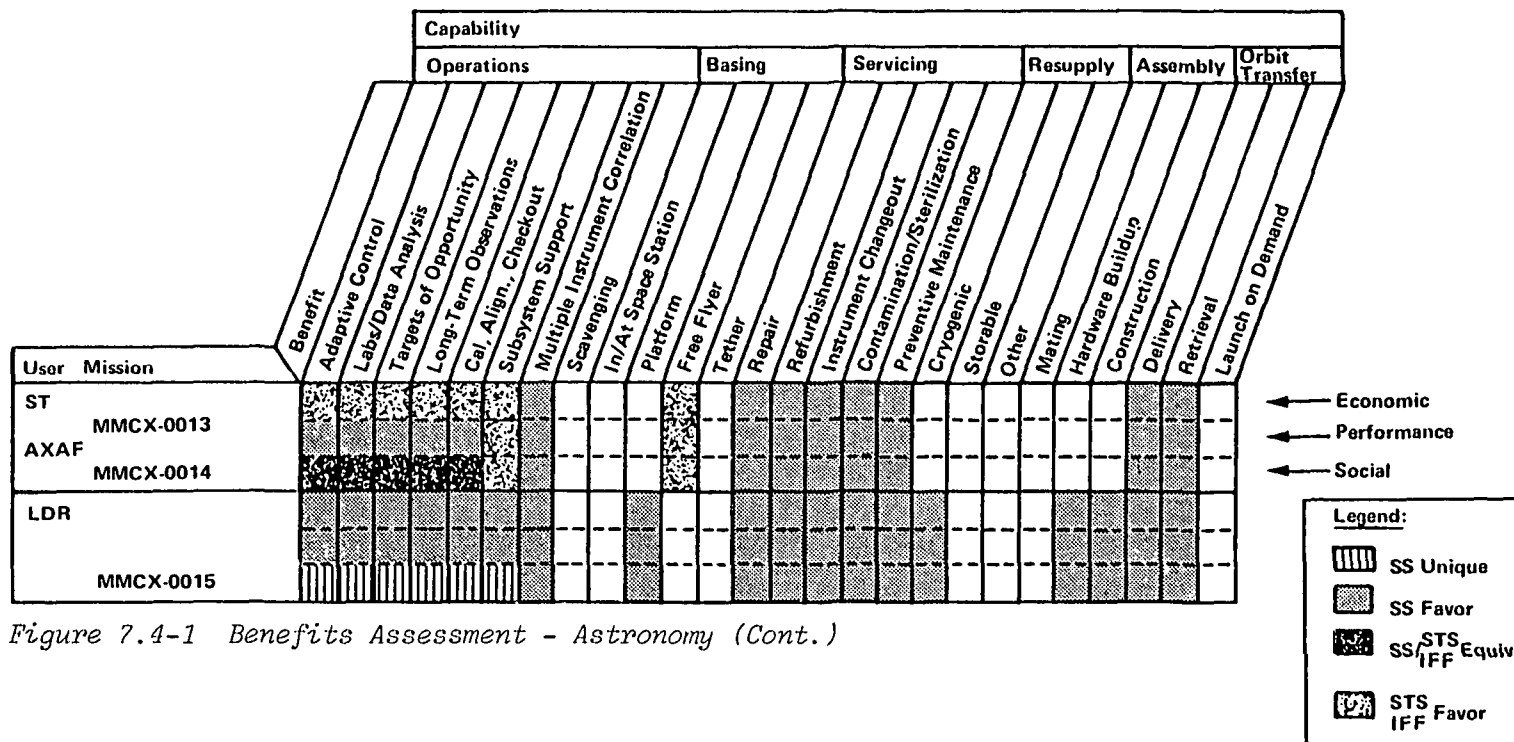 Capability
Operations
Basing
Servicing
Resupply
Assembly
Orbit
Transfer
Benefit
Adaptive Control
Labs/Data Analysis
Targets of Opportunity
Long-Term Observations
Cal, Align., Checkout
Subsystem Support
Multiple Instrument Correlation
Scavenging
In/At Space Station
Platform
Free Flyer
Tether
Repair
Refurbishment
Instrument Changeout
Contamination/Sterilization
Preventive Maintenance
Cryogenic
Storable
Other
Mating
Hardware Buildup
Construction
Delivery
Retrieval
Launch on Demand
User Mission
ST
MMCX-0013
AXAF
MMCX-0014
LDR
MMCX-0015
Economic
Performance
Social
Legend:
SS Unique
SS Favor
SS/STS IFF Equiv
STS
IFF Favor
Figure 7.4-1 Benefits Assessment - Astronomy (Cont.)